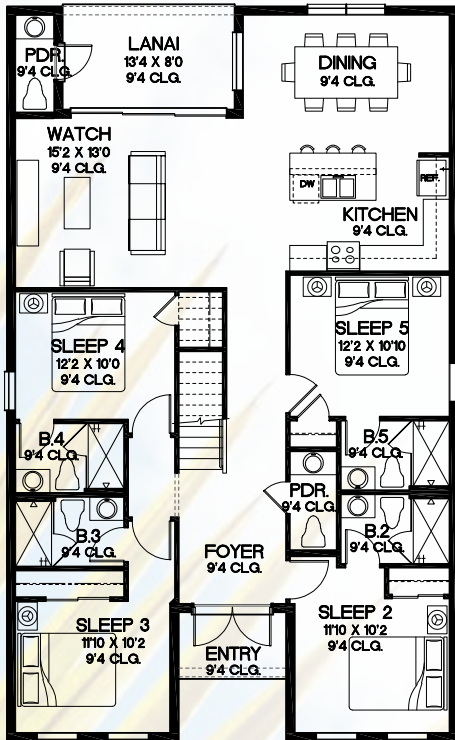 PDR.
9'4 CLG.
LANAI
13'4 X 8'0
9'4 CLG.
DINING
9'4 CLG.
WATCH
15'2 X 13'0
9'4 CLG.
DW
REF.
KITCHEN
9'4 CLG.
SLEEP 4
12'2 X 10'0
9'4 CLG.
SLEEP 5
12'2 X 10'10
9'4 CLG.
B.4
9'4 CLG.
B.5
9'4 CLG.
PDR.
9'4 CLG.
B.3
9'4 CLG.
B.2
9'4 CLG.
FOYER
9'4 CLG.
SLEEP 3
11'10 X 10'2
9'4 CLG.
SLEEP 2
11'10 X 10'2
9'4 CLG.
ENTRY
9'4 CLG.